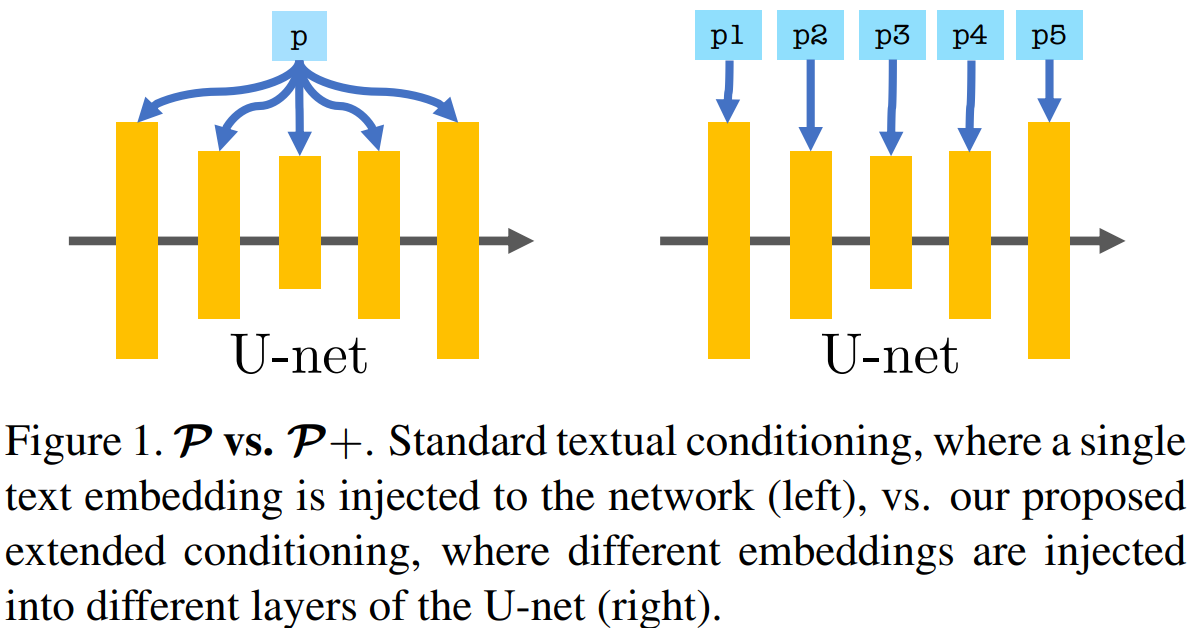 p
p1 p2 p3 p4 p5
U-net
U-net
Figure 1. 𝓟 vs. 𝓟+. Standard textual conditioning, where a single
text embedding is injected to the network (left), vs. our proposed
extended conditioning, where different embeddings are injected
into different layers of the U-net (right).